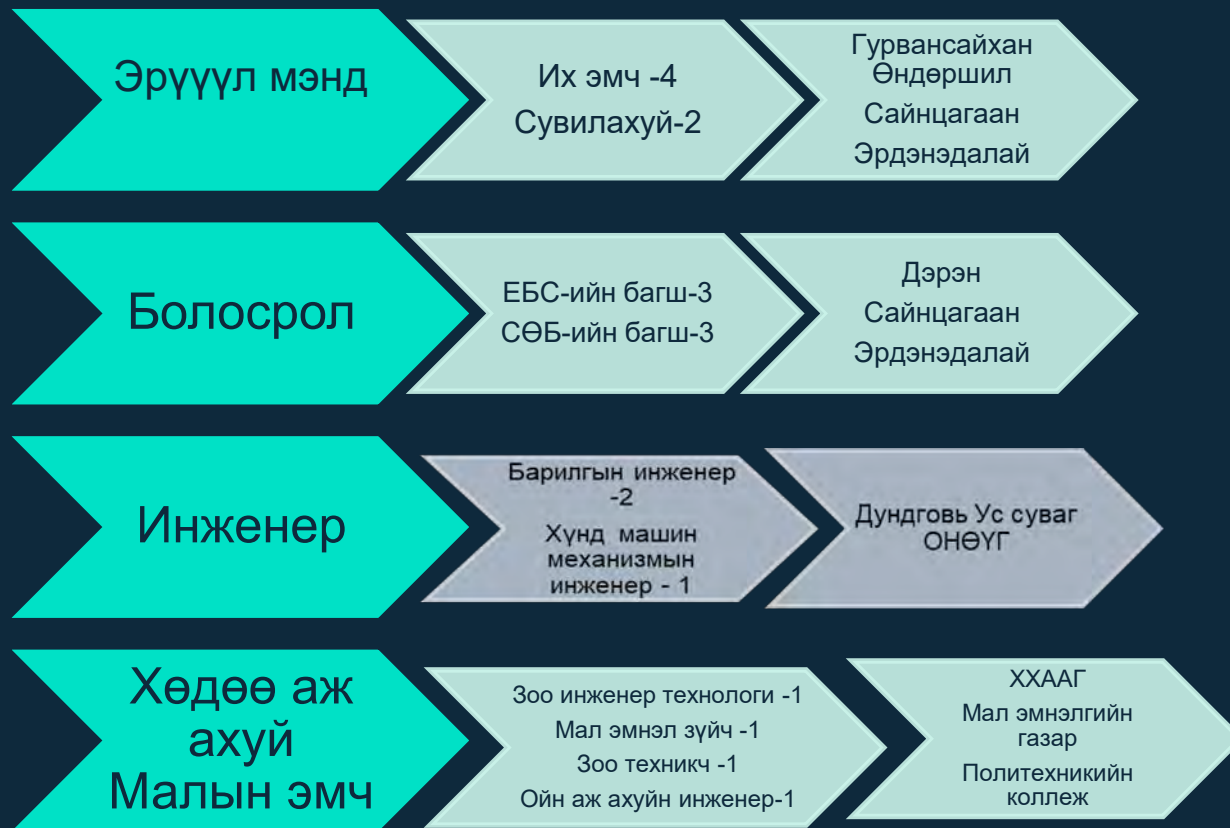 Эрүүүл мэнд
Их эмч -4
Сувилахуй-2
Гурвансайхан
Өндөршил
Сайнцагаан
Эрдэнэдалай
Болосрол
ЕБС-ийн багш-3
СӨБ-ийн багш-3
Дэрэн
Сайнцагаан
Эрдэнэдалай
Инженер
Барилгын инженер
-2
Хүнд машин
механизмын
инженер - 1
Дундговь Ус суваг
ОНӨҮГ
Хөдөө аж
ахуй
Малын эмч
Зоо инженер технологи -1
Мал эмнэл зүйч -1
Зоо техникч -1
Ойн аж ахуйн инженер-1
ХХААГ
Мал эмнэлгийн
газар
Политехникийн
коллеж